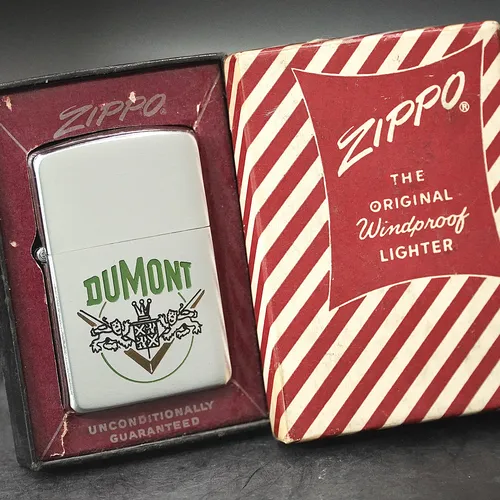 ZIPPO®
DUMONT
UNCONDITIONALLY
GUARANTEED
ZIPPO®
THE
ORIGINAL
Windproof
LIGHTER